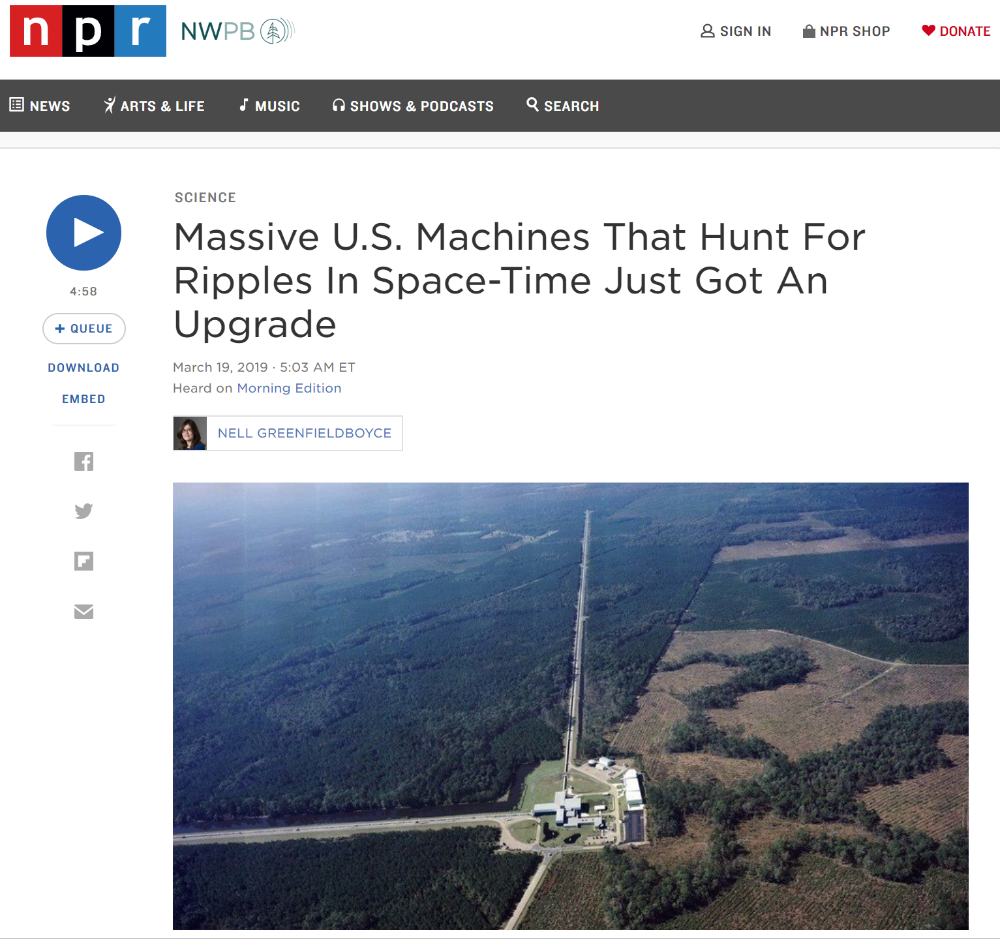 npr NWPB
SIGN IN NPR SHOP DONATE
NEWS ARTS & LIFE MUSIC SHOWS & PODCASTS SEARCH
SCIENCE
Massive U.S. Machines That Hunt For
Ripples In Space-Time Just Got An
Upgrade
4:58
+ QUEUE
DOWNLOAD
EMBED
March 19, 2019 · 5:03 AM ET
Heard on Morning Edition
NELL GREENFIELDBOYCE